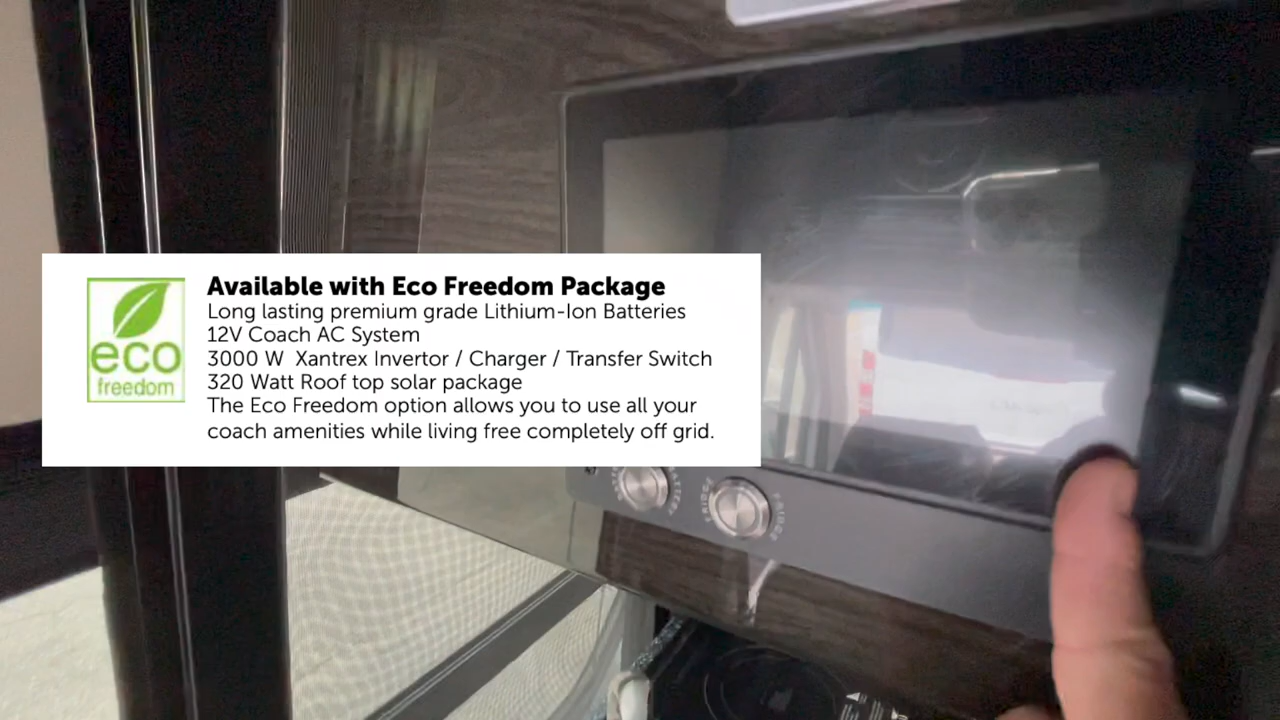 Available with Eco Freedom Package
Long lasting premium grade Lithium-Ion Batteries
12V Coach AC System
3000 W Xantrex Invertor / Charger / Transfer Switch
320 Watt Roof top solar package
The Eco Freedom option allows you to use all your
coach amenities while living free completely off grid.
eco
freedom